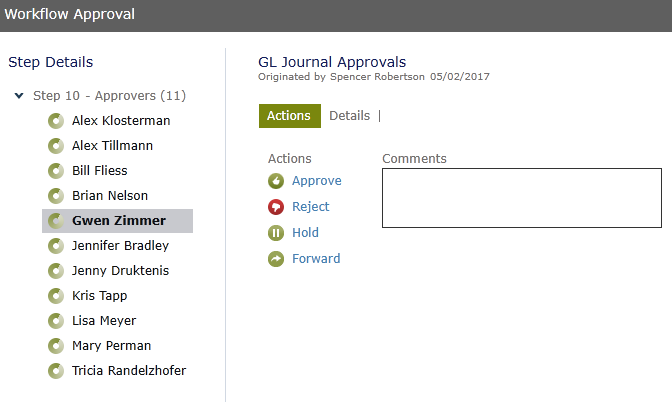 Workflow Approval
Step Details
Step 10 - Approvers (11)
Alex Klosterman
Alex Tillmann
Bill Fliess
Brian Nelson
Gwen Zimmer
Jennifer Bradley
Jenny Druktenis
Kris Tapp
Lisa Meyer
Mary Perman
Tricia Randelzhofer
GL Journal Approvals
Originated by Spencer Robertson 05/02/2017
Actions Details |
Actions
Approve
Reject
Hold
Forward
Comments